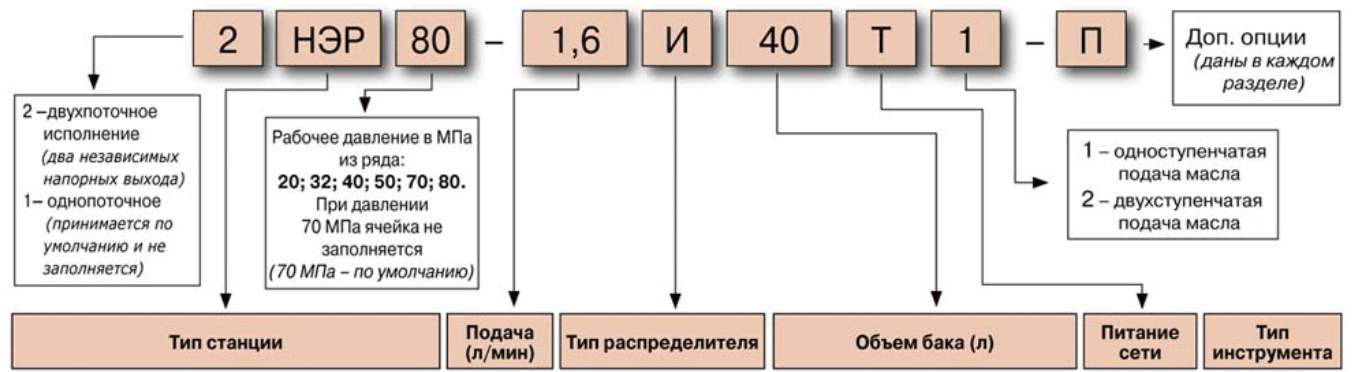 2 НЭР 80 – 1,6 И 40 Т 1 – П
Доп. опции
(даны в каждом
разделе)
2 –двухпоточное
исполнение
(два независимых
напорных выхода)
1– однопоточное
(принимается по
умолчанию и не
заполняется)
Рабочее давление в МПа
из ряда:
20; 32; 40; 50; 70; 80.
При давлении
70 МПа ячейка не
заполняется
(70 МПа – по умолчанию)
1 – одноступенчатая
подача масла
2 – двухступенчатая
подача масла
Тип станции
Подача
(л/мин)
Тип распределителя
Объем бака (л)
Питание
сети
Тип
инструмента